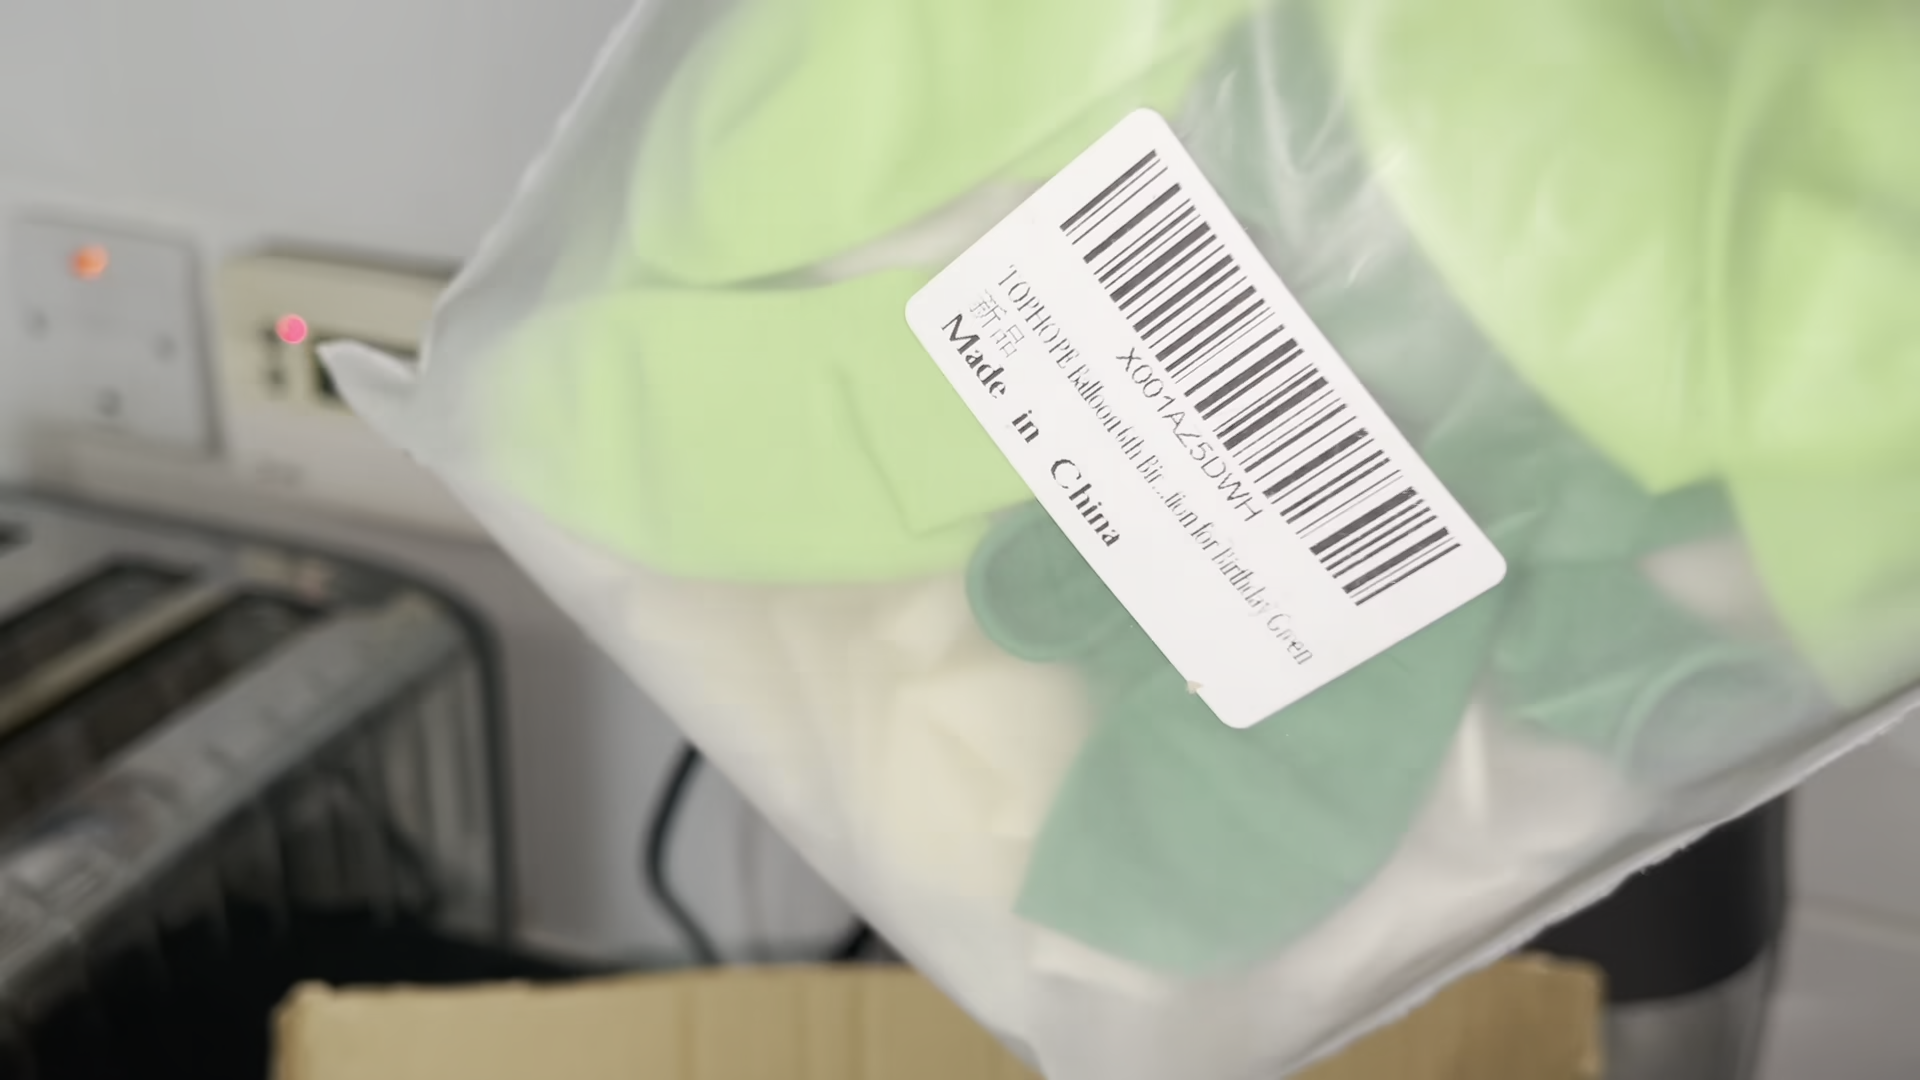 X001AZ5DWH
TOPHOPE Balloon 6th Bir...tion for Birthday Green
新品
Made in China